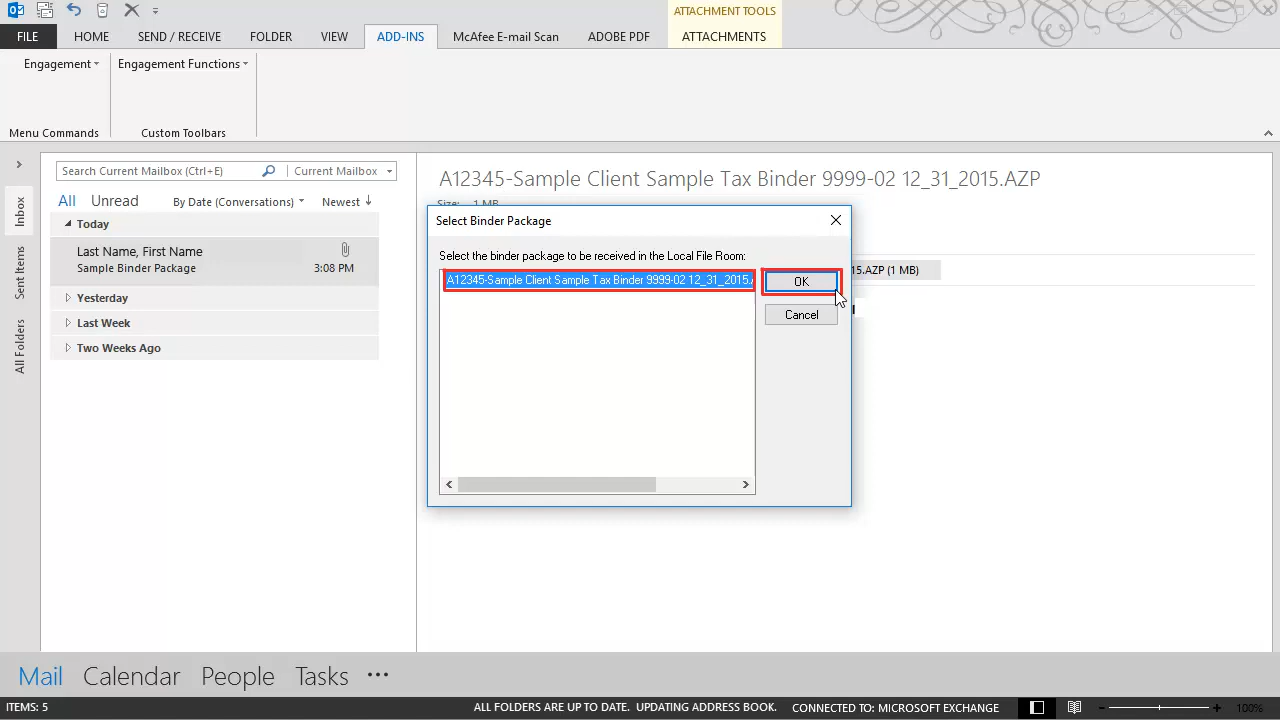 ATTACHMENT TOOLS
FILE HOME SEND / RECEIVE FOLDER VIEW ADD-INS McAfee E-mail Scan ADOBE PDF ATTACHMENTS
Engagement Engagement Functions
Menu Commands Custom Toolbars
Search Current Mailbox (Ctrl+E) Current Mailbox
All Unread By Date (Conversations) Newest
Today
Last Name, First Name
Sample Binder Package 3:08 PM
Yesterday
Last Week
Two Weeks Ago
Inbox
Sent Items
All Folders
A12345-Sample Client Sample Tax Binder 9999-02 12_31_2015.AZP
Size: 1 MB
15.AZP (1 MB)
Select Binder Package
Select the binder package to be received in the Local File Room:
A12345-Sample Client Sample Tax Binder 9999-02 12_31_2015.
OK
Cancel
Mail Calendar People Tasks ···
ITEMS: 5 ALL FOLDERS ARE UP TO DATE. UPDATING ADDRESS BOOK. CONNECTED TO: MICROSOFT EXCHANGE 100%